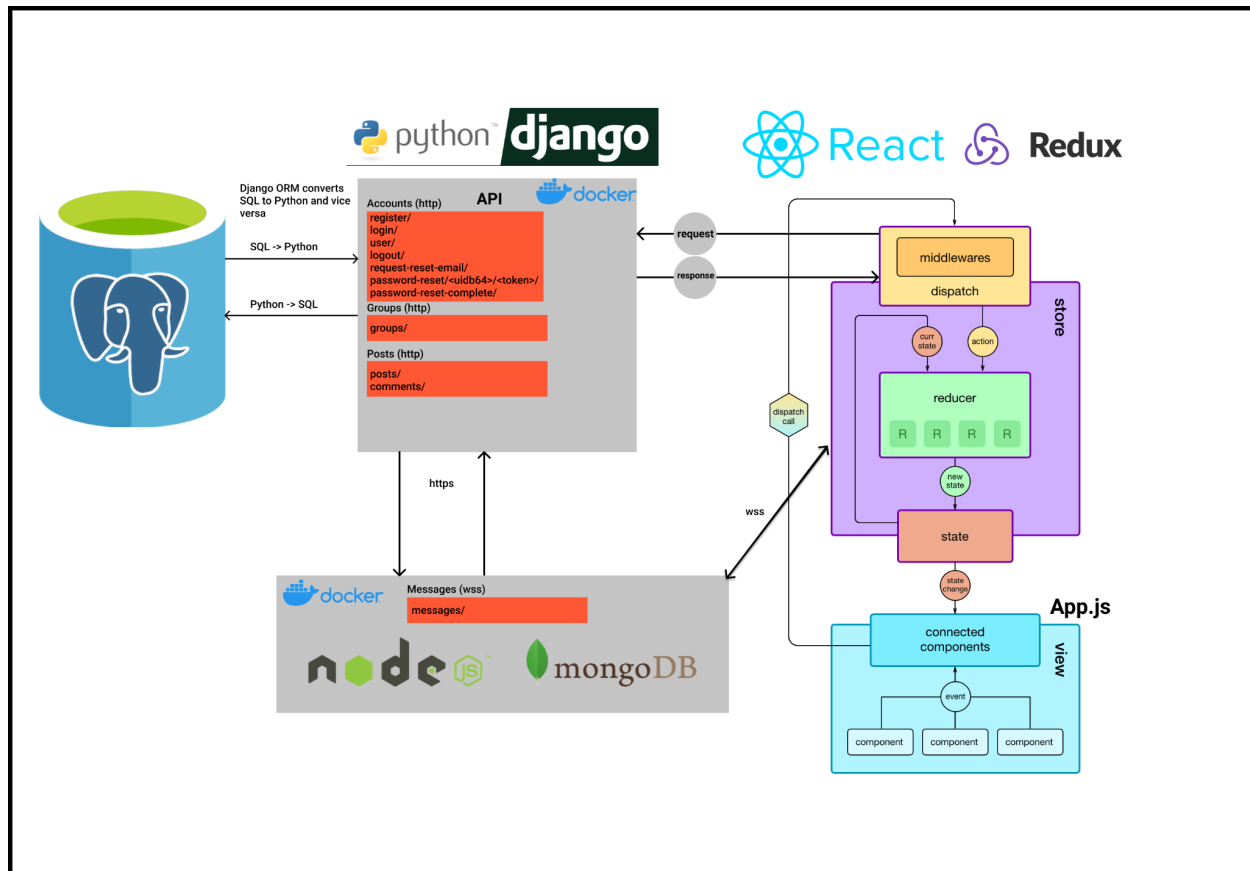 python™
django
React
Redux
Django ORM converts
SQL to Python and vice
versa
SQL -> Python
Python -> SQL
API
docker
Accounts (http)
register/
login/
user/
logout/
request-reset-email/
password-reset/<uidb64>/<token>/
password-reset-complete/
Groups (http)
groups/
Posts (http)
posts/
comments/
request
response
https
wss
docker
Messages (wss)
messages/
node
JS™
mongoDB
middlewares
dispatch
store
curr
state
action
reducer
R R R R
new
state
state
state
change
dispatch
call
App.js
connected
components
view
event
component component component